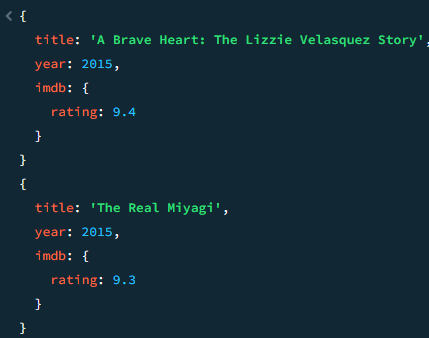 {
title: 'A Brave Heart: The Lizzie Velasquez Story',
year: 2015,
imdb: {
rating: 9.4
}
}
{
title: 'The Real Miyagi',
year: 2015,
imdb: {
rating: 9.3
}
}